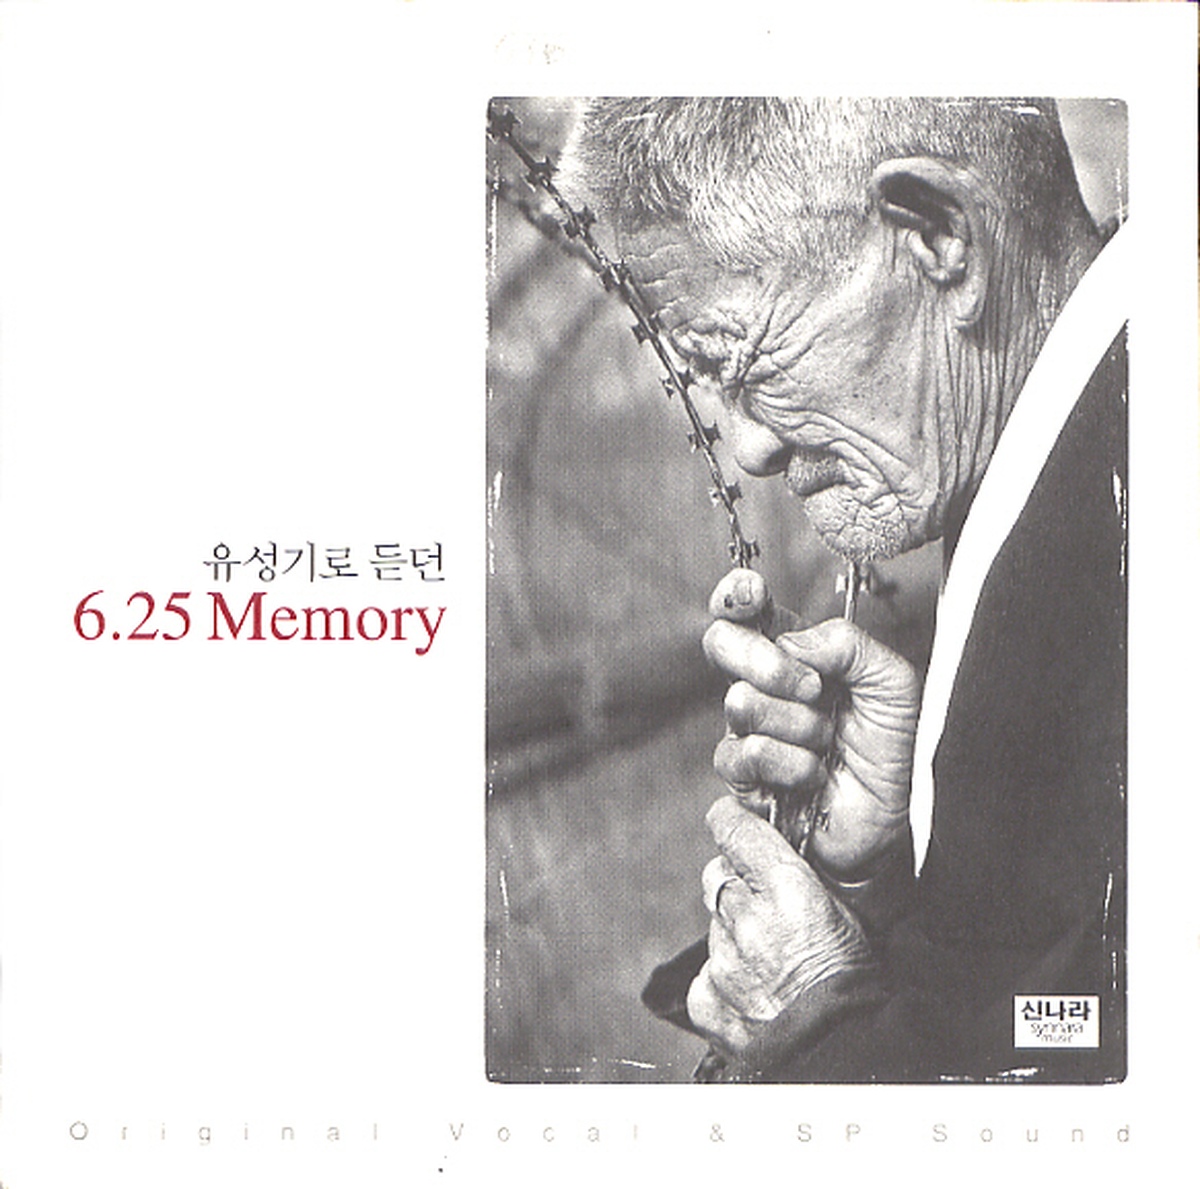 유성기로 듣던
6.25 Memory
신나라
synnara
music
Original Vocal & SP Sound